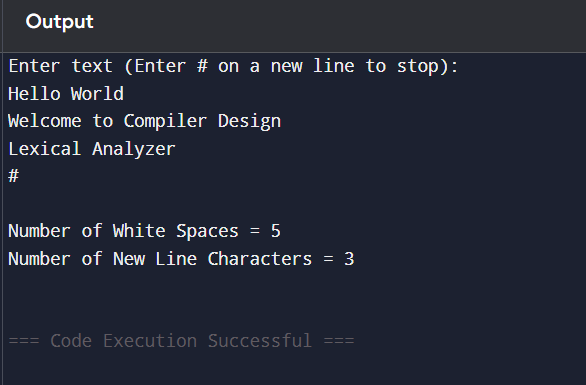 Output
Enter text (Enter # on a new line to stop):
Hello World
Welcome to Compiler Design
Lexical Analyzer
#
Number of White Spaces = 5
Number of New Line Characters = 3
=== Code Execution Successful ===